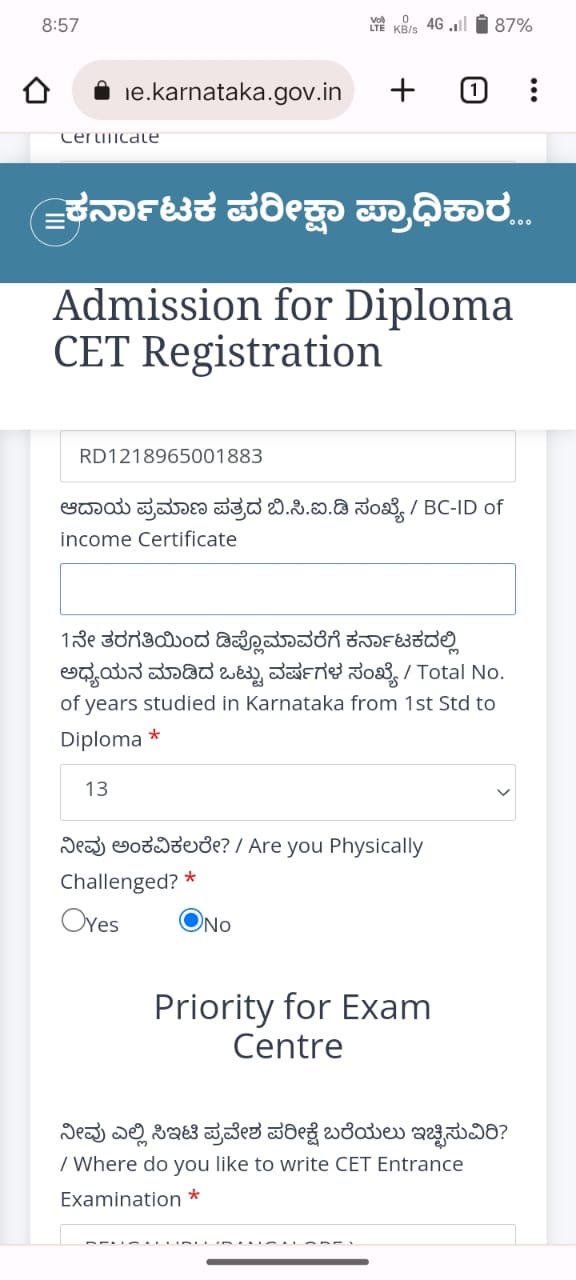 8:57
Vo) LTE 0 KB/s 4G 87%
ıe.karnataka.gov.in 1
Certificate
ಕರ್ನಾಟಕ ಪರೀಕ್ಷಾ ಪ್ರಾಧಿಕಾರ...
Admission for Diploma
CET Registration
RD1218965001883
ಆದಾಯ ಪ್ರಮಾಣ ಪತ್ರದ ಬಿ.ಸಿ.ಐ.ಡಿ ಸಂಖ್ಯೆ / BC-ID of
income Certificate
1ನೇ ತರಗತಿಯಿಂದ ಡಿಪ್ಲೊಮಾವರೆಗೆ ಕರ್ನಾಟಕದಲ್ಲಿ
ಅಧ್ಯಯನ ಮಾಡಿದ ಒಟ್ಟು ವರ್ಷಗಳ ಸಂಖ್ಯೆ / Total No.
of years studied in Karnataka from 1st Std to
Diploma *
13
ನೀವು ಅಂಕವಿಕಲರೇ? / Are you Physically
Challenged? *
Yes No
Priority for Exam
Centre
ನೀವು ಎಲ್ಲಿ ಸಿಇಟಿ ಪ್ರವೇಶ ಪರೀಕ್ಷೆ ಬರೆಯಲು ಇಚ್ಛಿಸುವಿರಿ?
/ Where do you like to write CET Entrance
Examination *